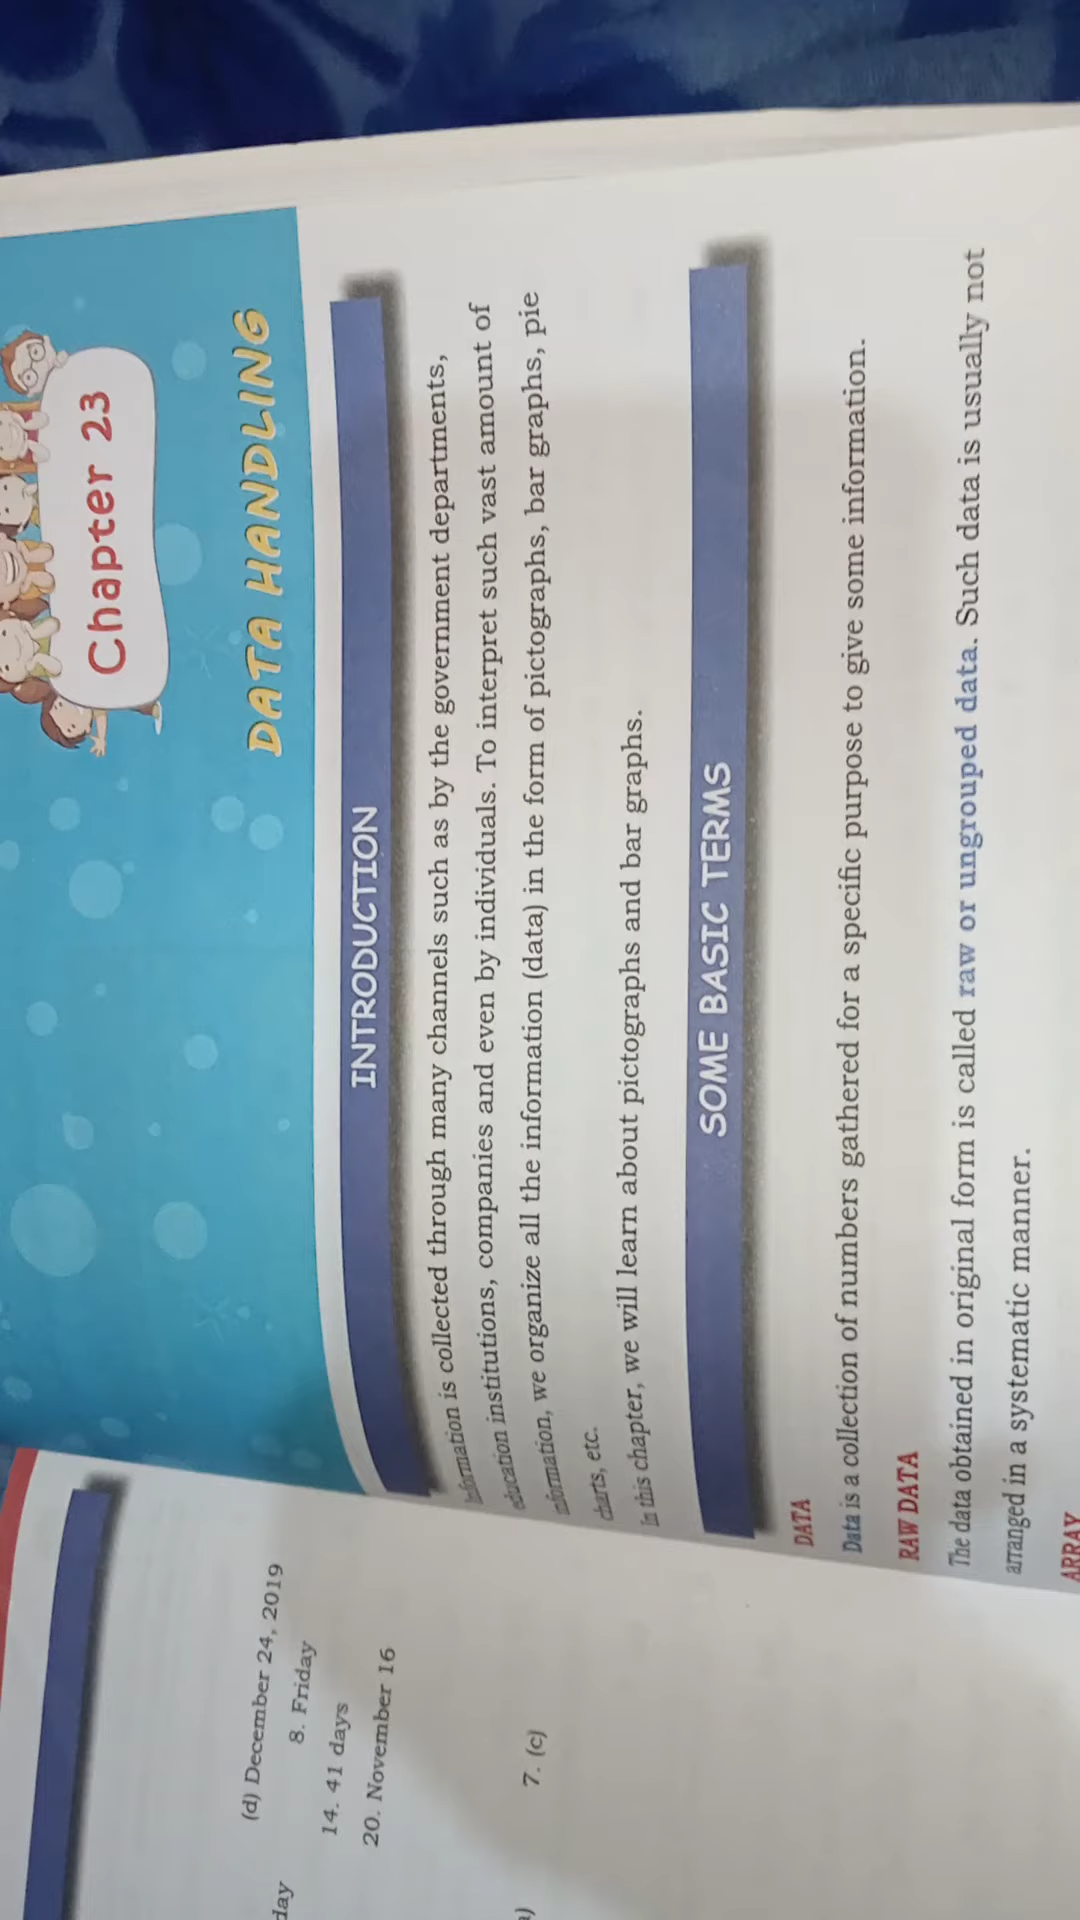 (d) December 24, 2019
8. Friday
14. 41 days
20. November 16
7. (c)
Chapter 23
DATA HANDLING
INTRODUCTION
Information is collected through many channels such as by the government departments,
education institutions, companies and even by individuals. To interpret such vast amount of
information, we organize all the information (data) in the form of pictographs, bar graphs, pie
charts, etc.
In this chapter, we will learn about pictographs and bar graphs.
SOME BASIC TERMS
DATA
Data is a collection of numbers gathered for a specific purpose to give some information.
RAW DATA
The data obtained in original form is called raw or ungrouped data. Such data is usually not
arranged in a systematic manner.
ARRAY